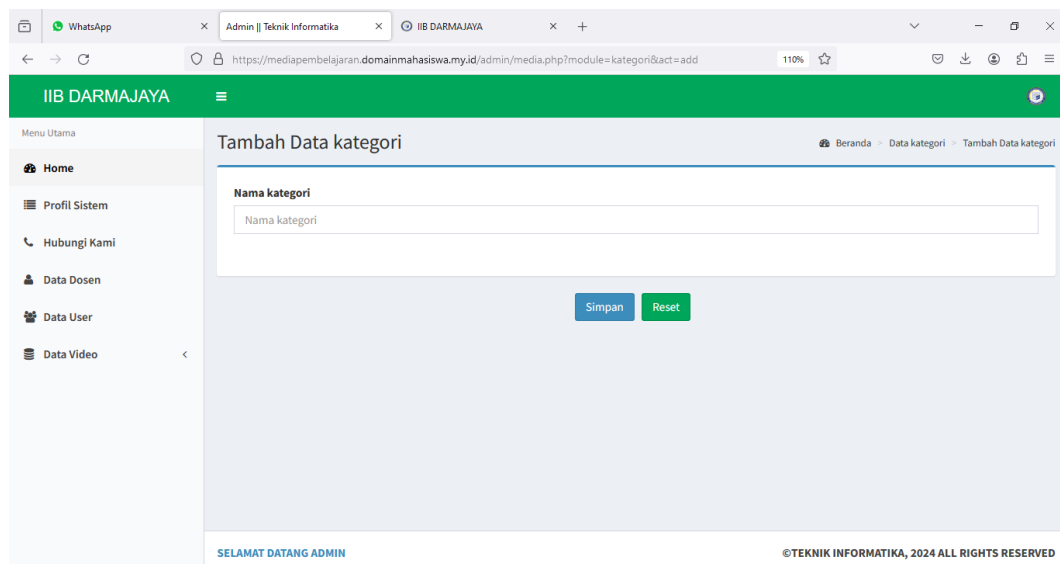 WhatsApp
Admin || Teknik Informatika
IIB DARMAJAYA
https://mediapembelajaran.domainmahasiswa.my.id/admin/media.php?module=kategori&act=add
110%
IIB DARMAJAYA
Menu Utama
Home
Profil Sistem
Hubungi Kami
Data Dosen
Data User
Data Video
Tambah Data kategori
Beranda > Data kategori > Tambah Data kategori
Nama kategori
Nama kategori
Simpan
Reset
SELAMAT DATANG ADMIN
©TEKNIK INFORMATIKA, 2024 ALL RIGHTS RESERVED